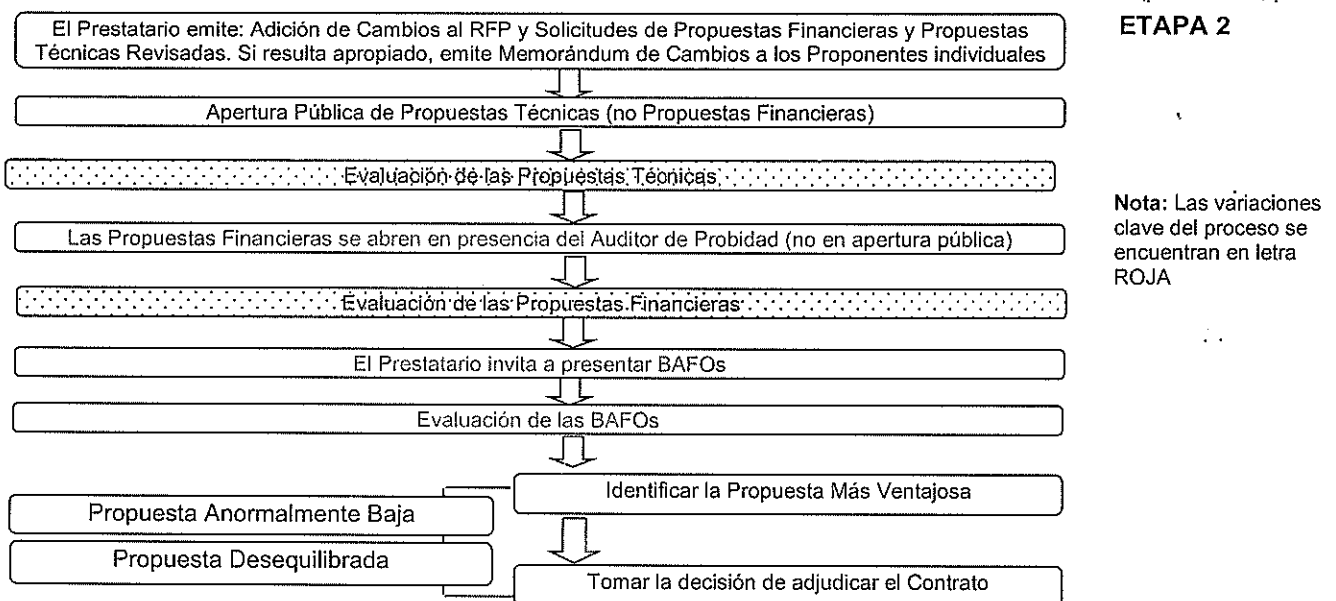 ETAPA 2
El Prestatario emite: Adición de Cambios al RFP y Solicitudes de Propuestas Financieras y Propuestas
Técnicas Revisadas. Si resulta apropiado, emite Memorándum de Cambios a los Proponentes individuales
Apertura Pública de Propuestas Técnicas (no Propuestas Financieras)
Evaluación de las Propuestas Técnicas
Las Propuestas Financieras se abren en presencia del Auditor de Probidad (no en apertura pública)
Evaluación de las Propuestas Financieras
El Prestatario invita a presentar BAFOs
Evaluación de las BAFOs
Identificar la Propuesta Más Ventajosa
Propuesta Anormalmente Baja
Propuesta Desequilibrada
Tomar la decisión de adjudicar el Contrato
Nota: Las variaciones
clave del proceso se
encuentran en letra
ROJA